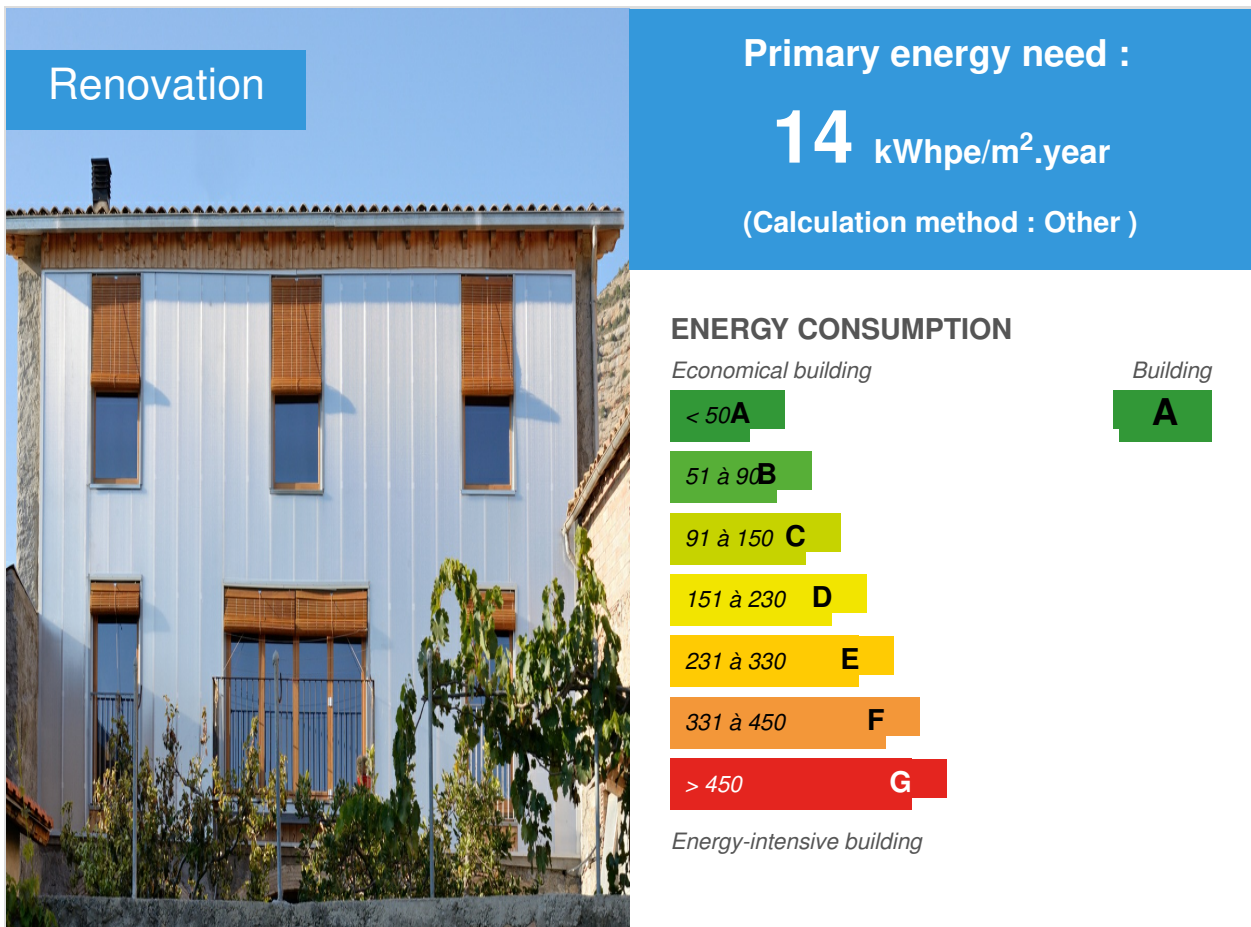 Renovation
Primary energy need :
14 kWhpe/m².year
(Calculation method : Other )
ENERGY CONSUMPTION
Economical building
Building
< 50 A
A
51 à 90 B
91 à 150 C
151 à 230 D
231 à 330 E
331 à 450 F
> 450 G
Energy-intensive building